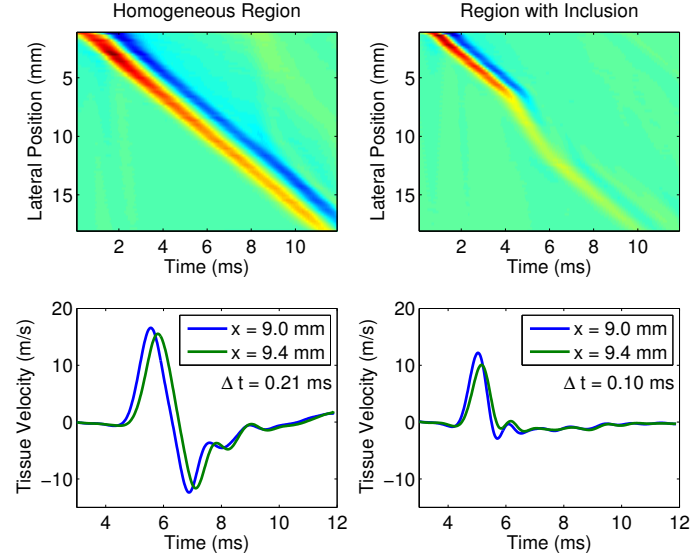 Homogeneous Region
Region with Inclusion
Lateral Position (mm)
5
10
15
2 4 6 8 10
Time (ms)
Lateral Position (mm)
5
10
15
2 4 6 8 10
Time (ms)
Tissue Velocity (m/s)
20
10
0
−10
x = 9.0 mm
x = 9.4 mm
Δ t = 0.21 ms
4 6 8 10 12
Time (ms)
Tissue Velocity (m/s)
20
10
0
−10
x = 9.0 mm
x = 9.4 mm
Δ t = 0.10 ms
4 6 8 10 12
Time (ms)